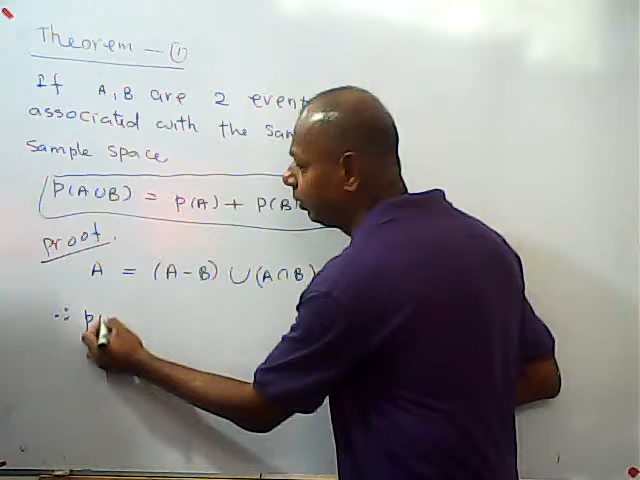 Theorem - ①
If A, B are 2 event
associated with the sam
sample space
P(A∪B) = P(A) + P(B)
proof.
A = (A - B) ∪ (A ∩ B)
∴ P(